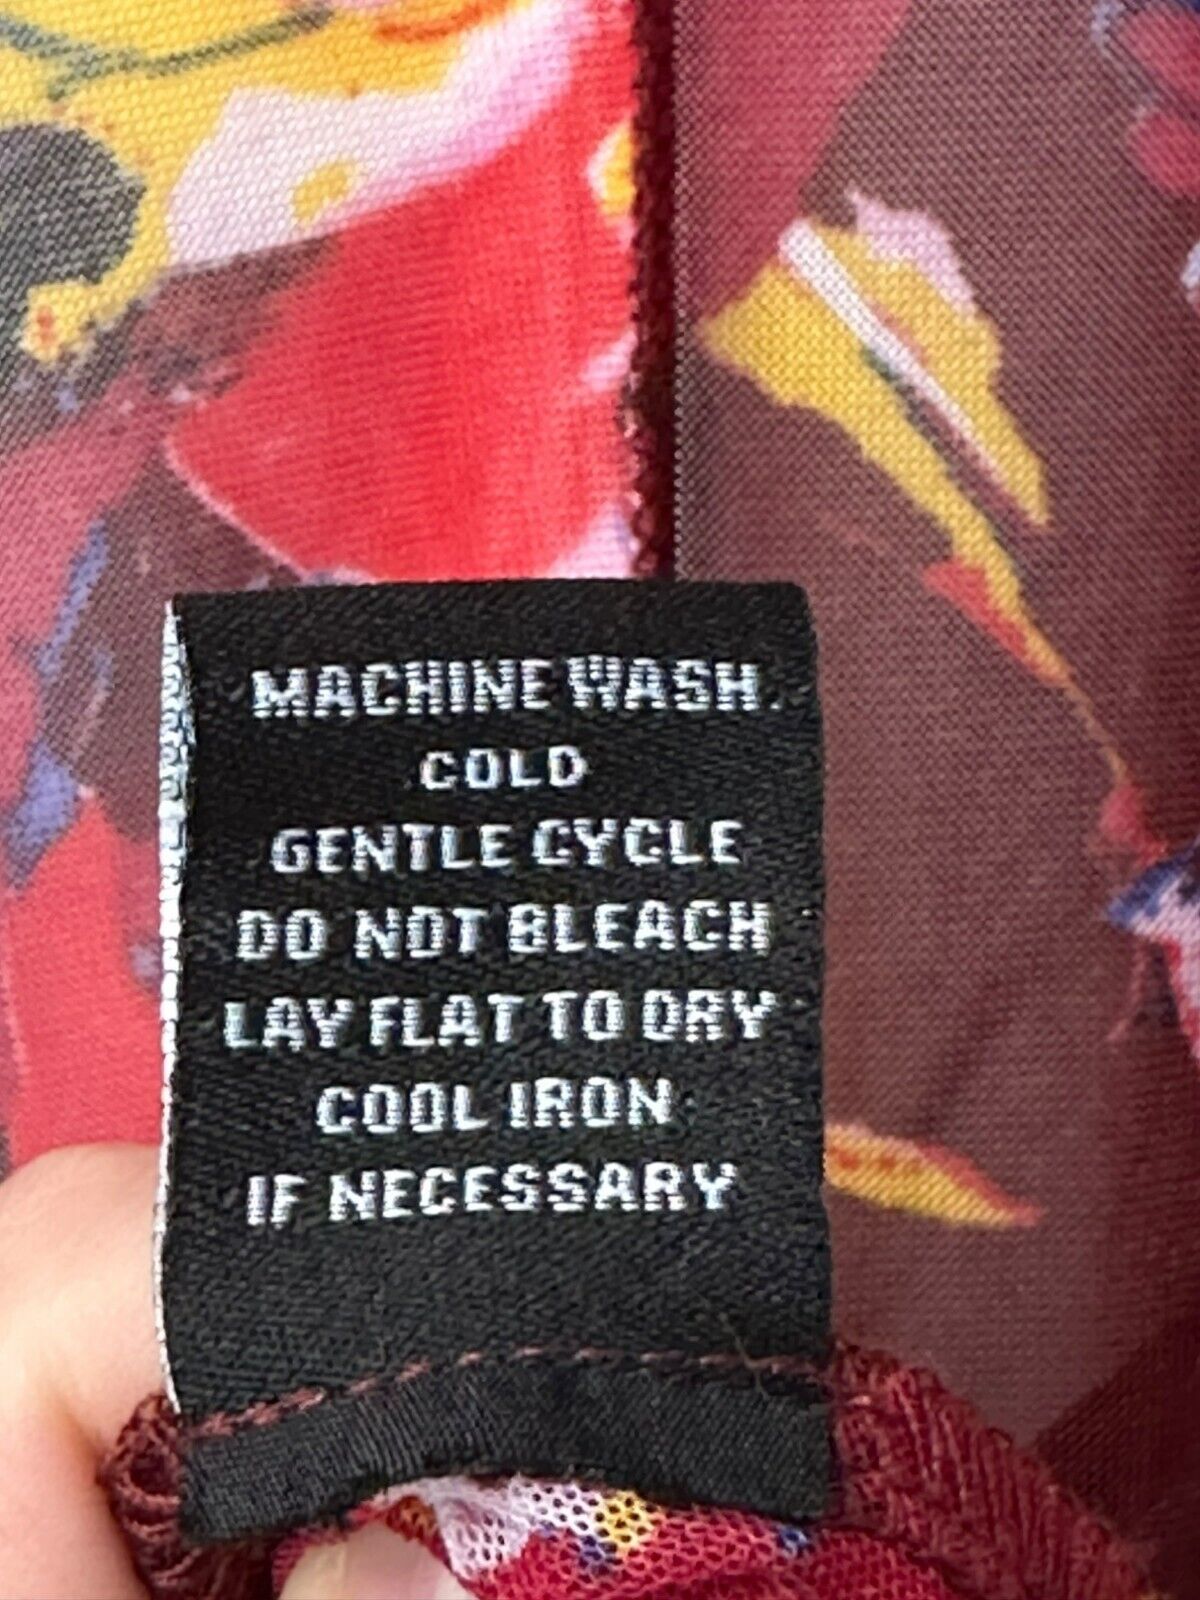 MACHINE WASH
COLD
GENTLE CYCLE
DO NOT BLEACH
LAY FLAT TO DRY
COOL IRON
IF NECESSARY